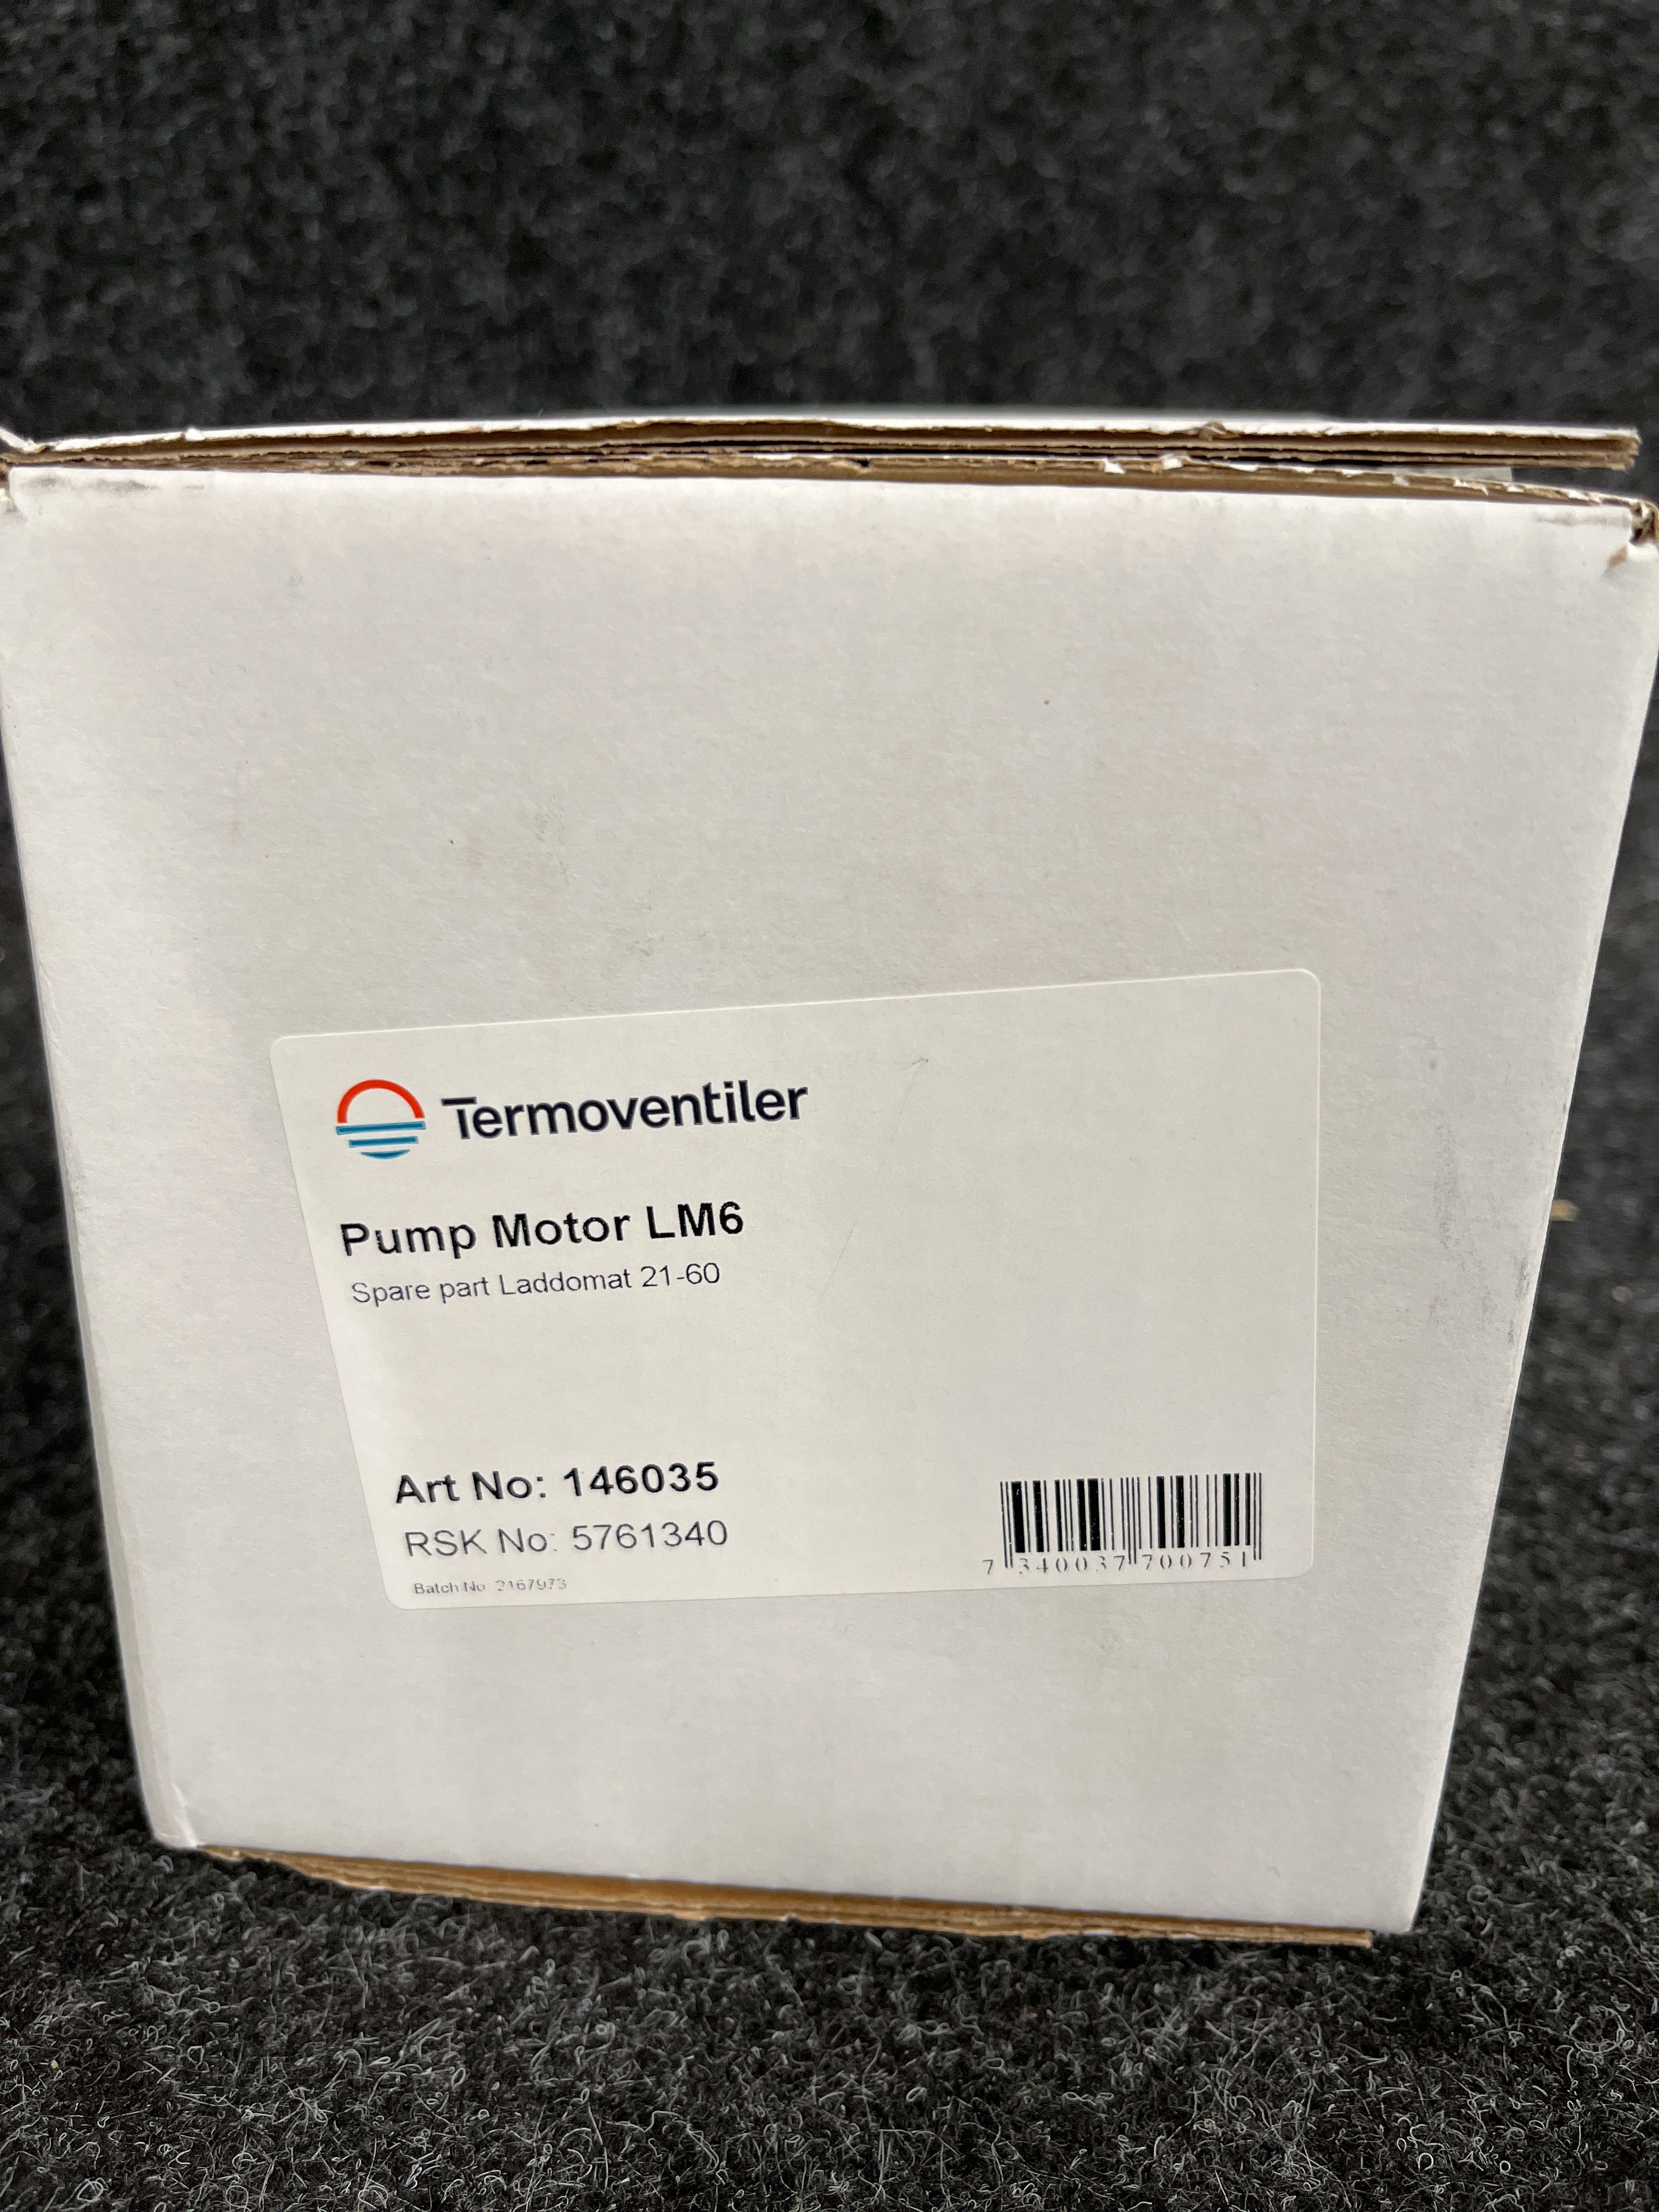 Termoventiler
Pump Motor LM6
Spare part Laddomat 21-60
Art No: 146035
RSK No: 5761340
Batch No: 2167973
7 340037 700751